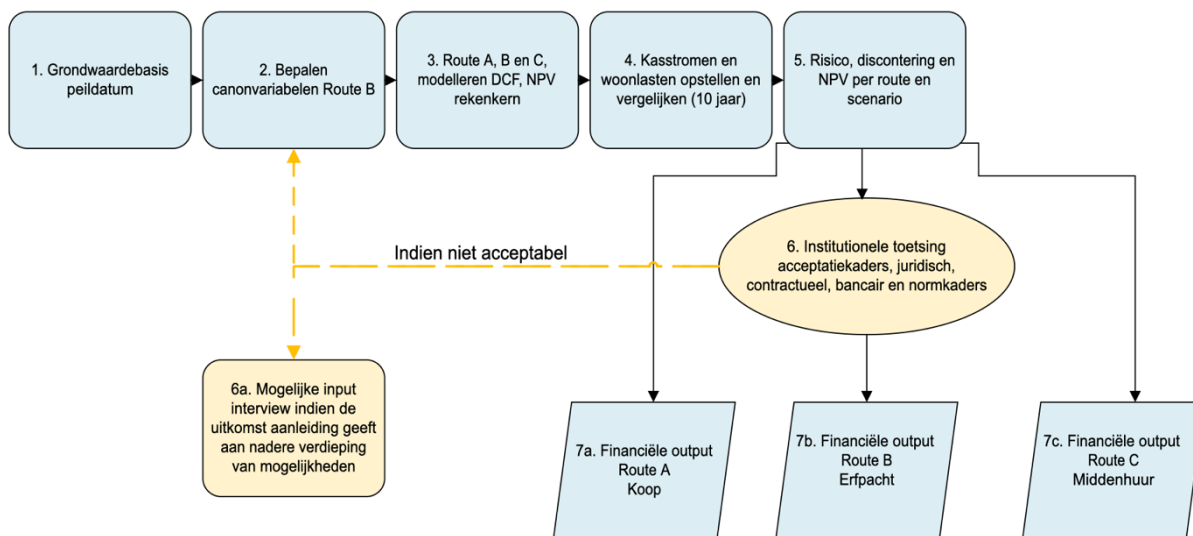 1. Grondwaardebasis
peildatum
2. Bepalen
canonvariabelen Route B
3. Route A, B en C,
modelleren DCF, NPV
rekenkern
4. Kasstromen en
woonlasten opstellen en
vergelijken (10 jaar)
5. Risico, discontering en
NPV per route en
scenario
Indien niet acceptabel
6. Institutionele toetsing
acceptatiekaders, juridisch,
contractueel, bancair en normkaders
6a. Mogelijke input
interview indien de
uitkomst aanleiding geeft
aan nadere verdieping
van mogelijkheden
7a. Financiële output
Route A
Koop
7b. Financiële output
Route B
Erfpacht
7c. Financiële output
Route C
Middenhuur